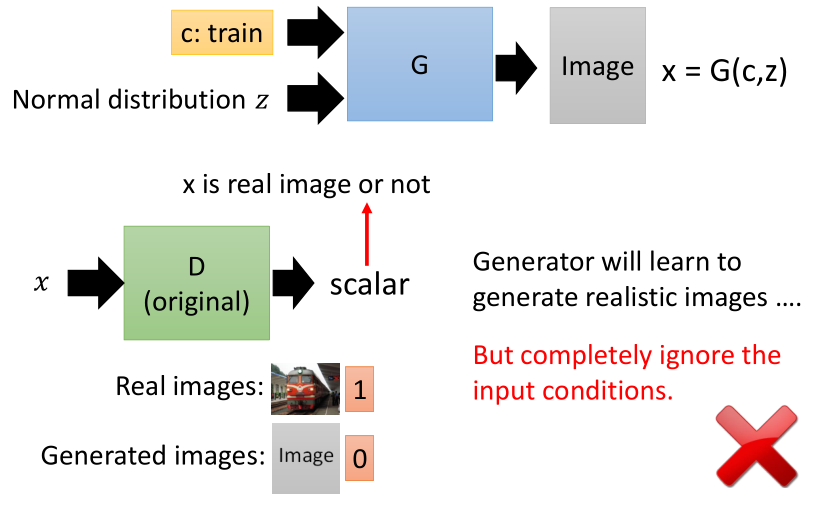 c: train
G
Image
x = G(c,z)
Normal distribution z
x is real image or not
x
D
(original)
scalar
Generator will learn to
generate realistic images ....
But completely ignore the
input conditions.
Real images:
1
Generated images:
Image
0